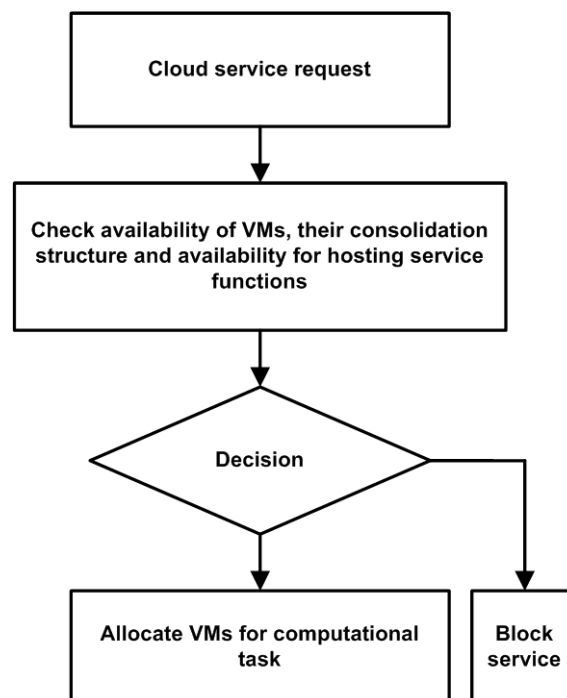 Cloud service request
Check availability of VMs, their consolidation
structure and availability for hosting service
functions
Decision
Allocate VMs for computational
task
Block
service